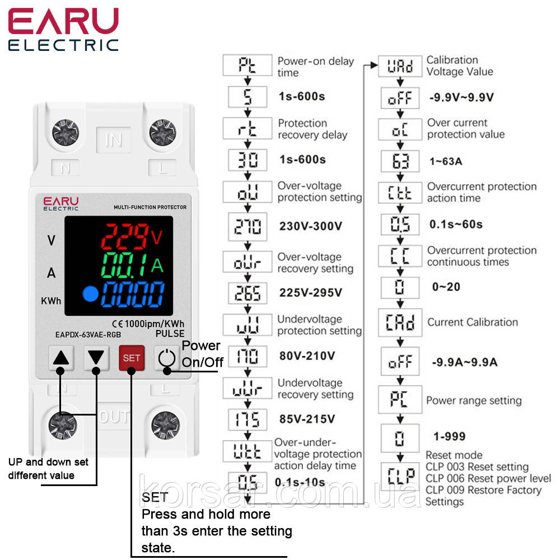 EARU
ELECTRIC
IN
N
L
EARU
ELECTRIC
MULTI-FUNCTION PROTECTOR
V
229 V
A
00.1 A
KWh
0000
CE 1000ipm/KWh
EAPDX-63VAE-RGB
PULSE
SET
N
OUT
L
Power
On/Off
UP and down set
different value
SET
Press and hold more
than 3s enter the setting
state.
Pt
Power-on delay
time
5
1s-600s
rt
Protection
recovery delay
30
1s-600s
oU
Over-voltage
protection setting
270
230V-300V
oUr
Over-voltage
recovery setting
265
225V-295V
uU
Undervoltage
protection setting
170
80V-210V
uUr
Undervoltage
recovery setting
175
85V-215V
Utt
Over-under-
voltage protection
action delay time
0.5
0.1s-10s
UAd
Calibration
Voltage Value
oFF
-9.9V~9.9V
oC
Over current
protection value
63
1~63A
Ctt
Overcurrent protection
action time
0.5
0.1s~60s
CC
Overcurrent protection
continuous times
0
0~20
CAd
Current Calibration
oFF
-9.9A~9.9A
PC
Power range setting
0
1-999
CLP
Reset mode
CLP 003 Reset setting
CLP 006 Reset power level
CLP 009 Restore Factory
Settings
korsar.com.ua